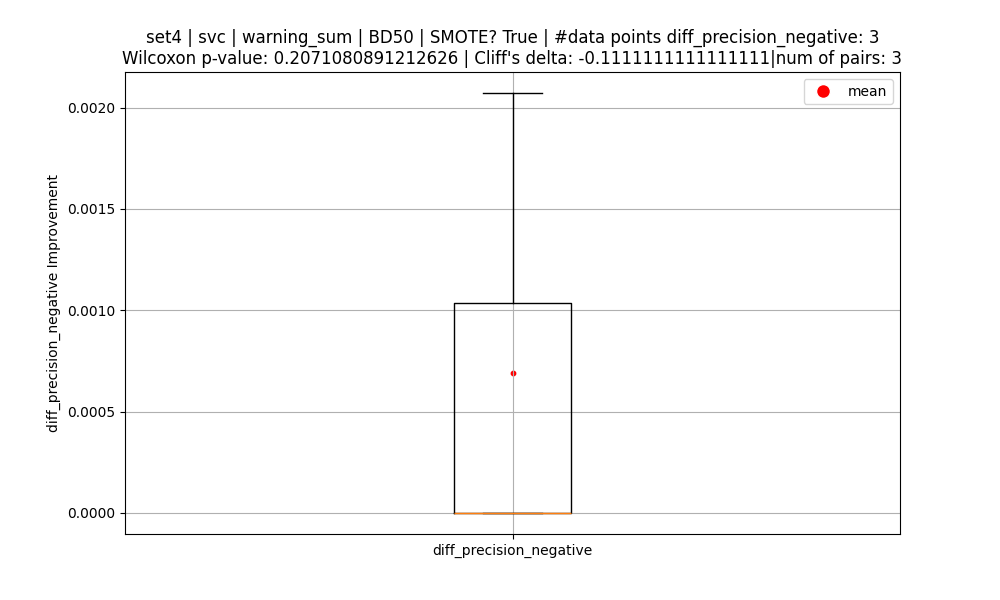 set4 | svc | warning_sum | BD50 | SMOTE? True | #data points diff_precision_negative: 3
Wilcoxon p-value: 0.2071080891212626 | Cliff's delta: -0.1111111111111111|num of pairs: 3
mean
0.0020
0.0015
0.0010
0.0005
0.0000
diff_precision_negative Improvement
diff_precision_negative